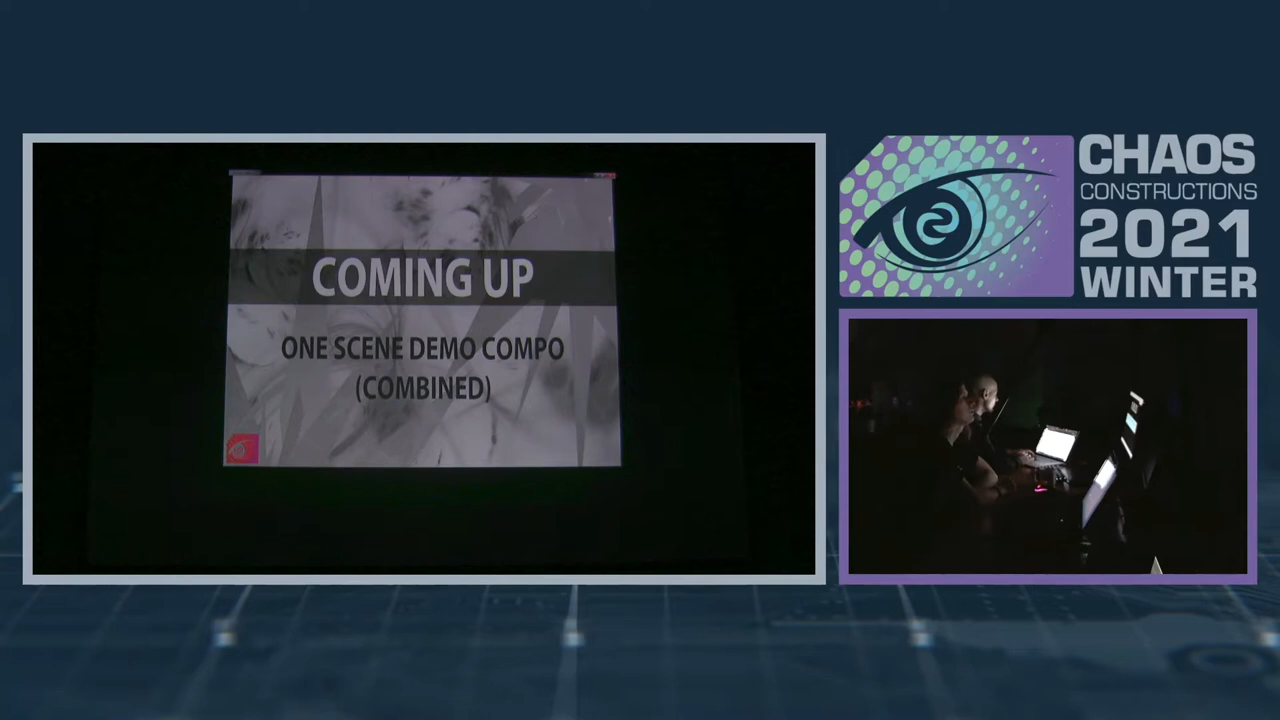 COMING UP
ONE SCENE DEMO COMPO
(COMBINED)
CHAOS
CONSTRUCTIONS
2021
WINTER